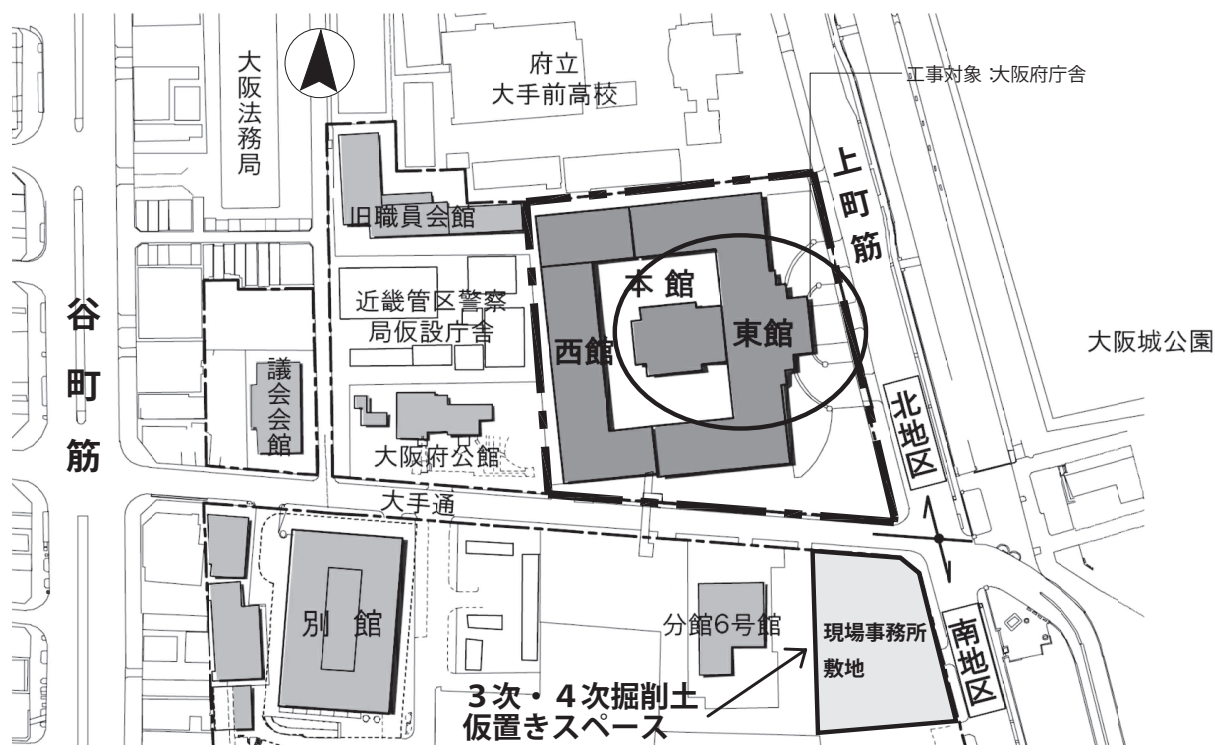 大阪法務局
府立
大手前高校
工事対象：大阪府庁舎
上町筋
旧職員会館
本館
近畿管区警察
局仮設庁舎
西館
東館
谷町筋
大阪城公園
議会会館
北地区
大阪府公館
大手通
別館
分館6号館
現場事務所
敷地
南地区
３次・４次掘削土
仮置きスペース